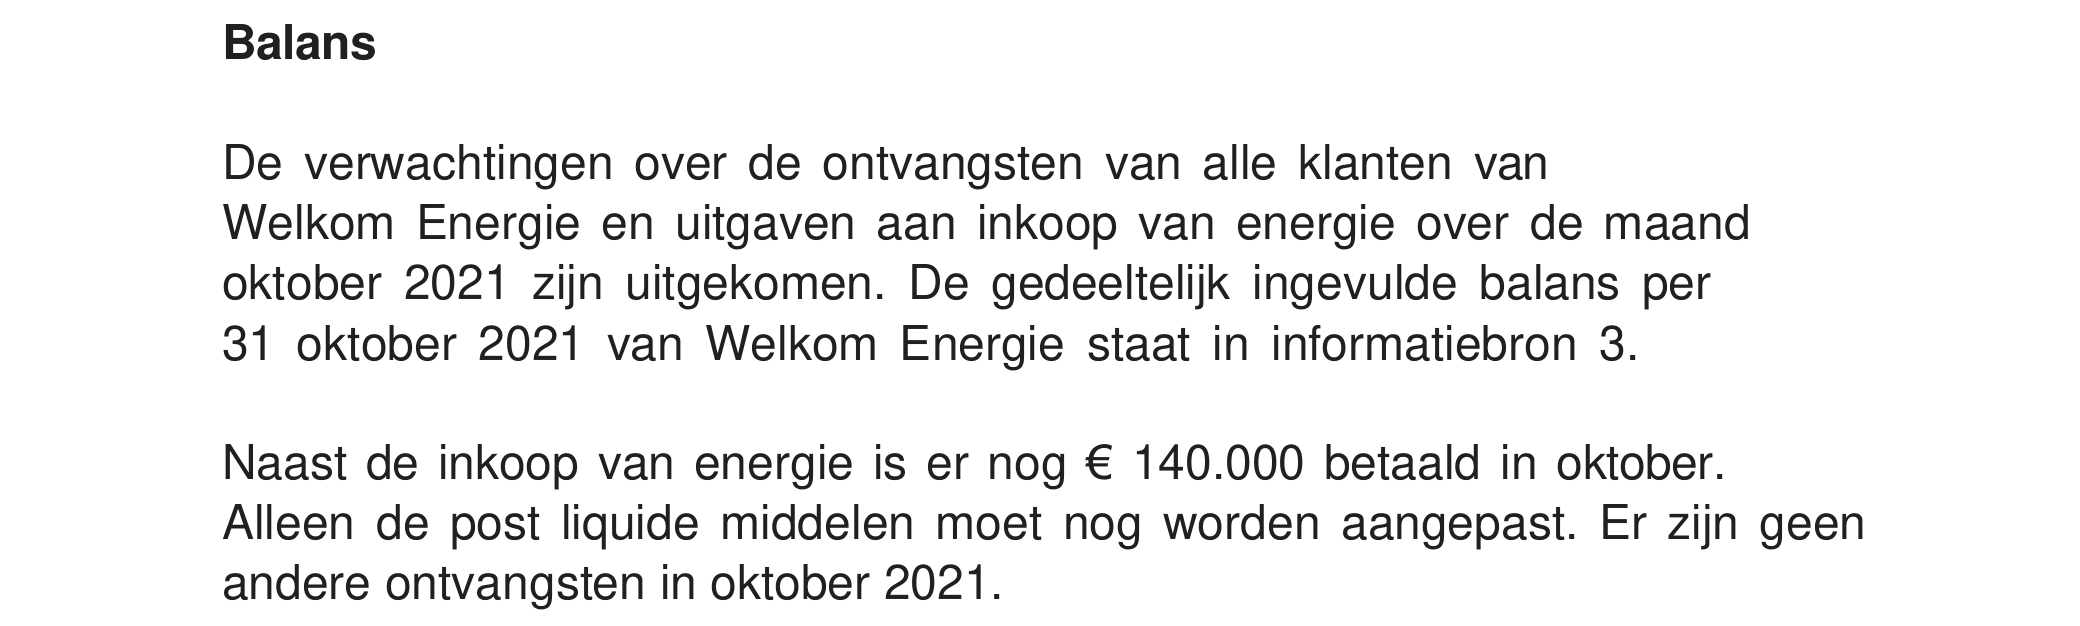 Balans
De verwachtingen over de ontvangsten van alle klanten van
Welkom Energie en uitgaven aan inkoop van energie over de maand
oktober 2021 zijn uitgekomen. De gedeeltelijk ingevulde balans per
31 oktober 2021 van Welkom Energie staat in informatiebron 3.
Naast de inkoop van energie is er nog € 140.000 betaald in oktober.
Alleen de post liquide middelen moet nog worden aangepast. Er zijn geen
andere ontvangsten in oktober 2021.